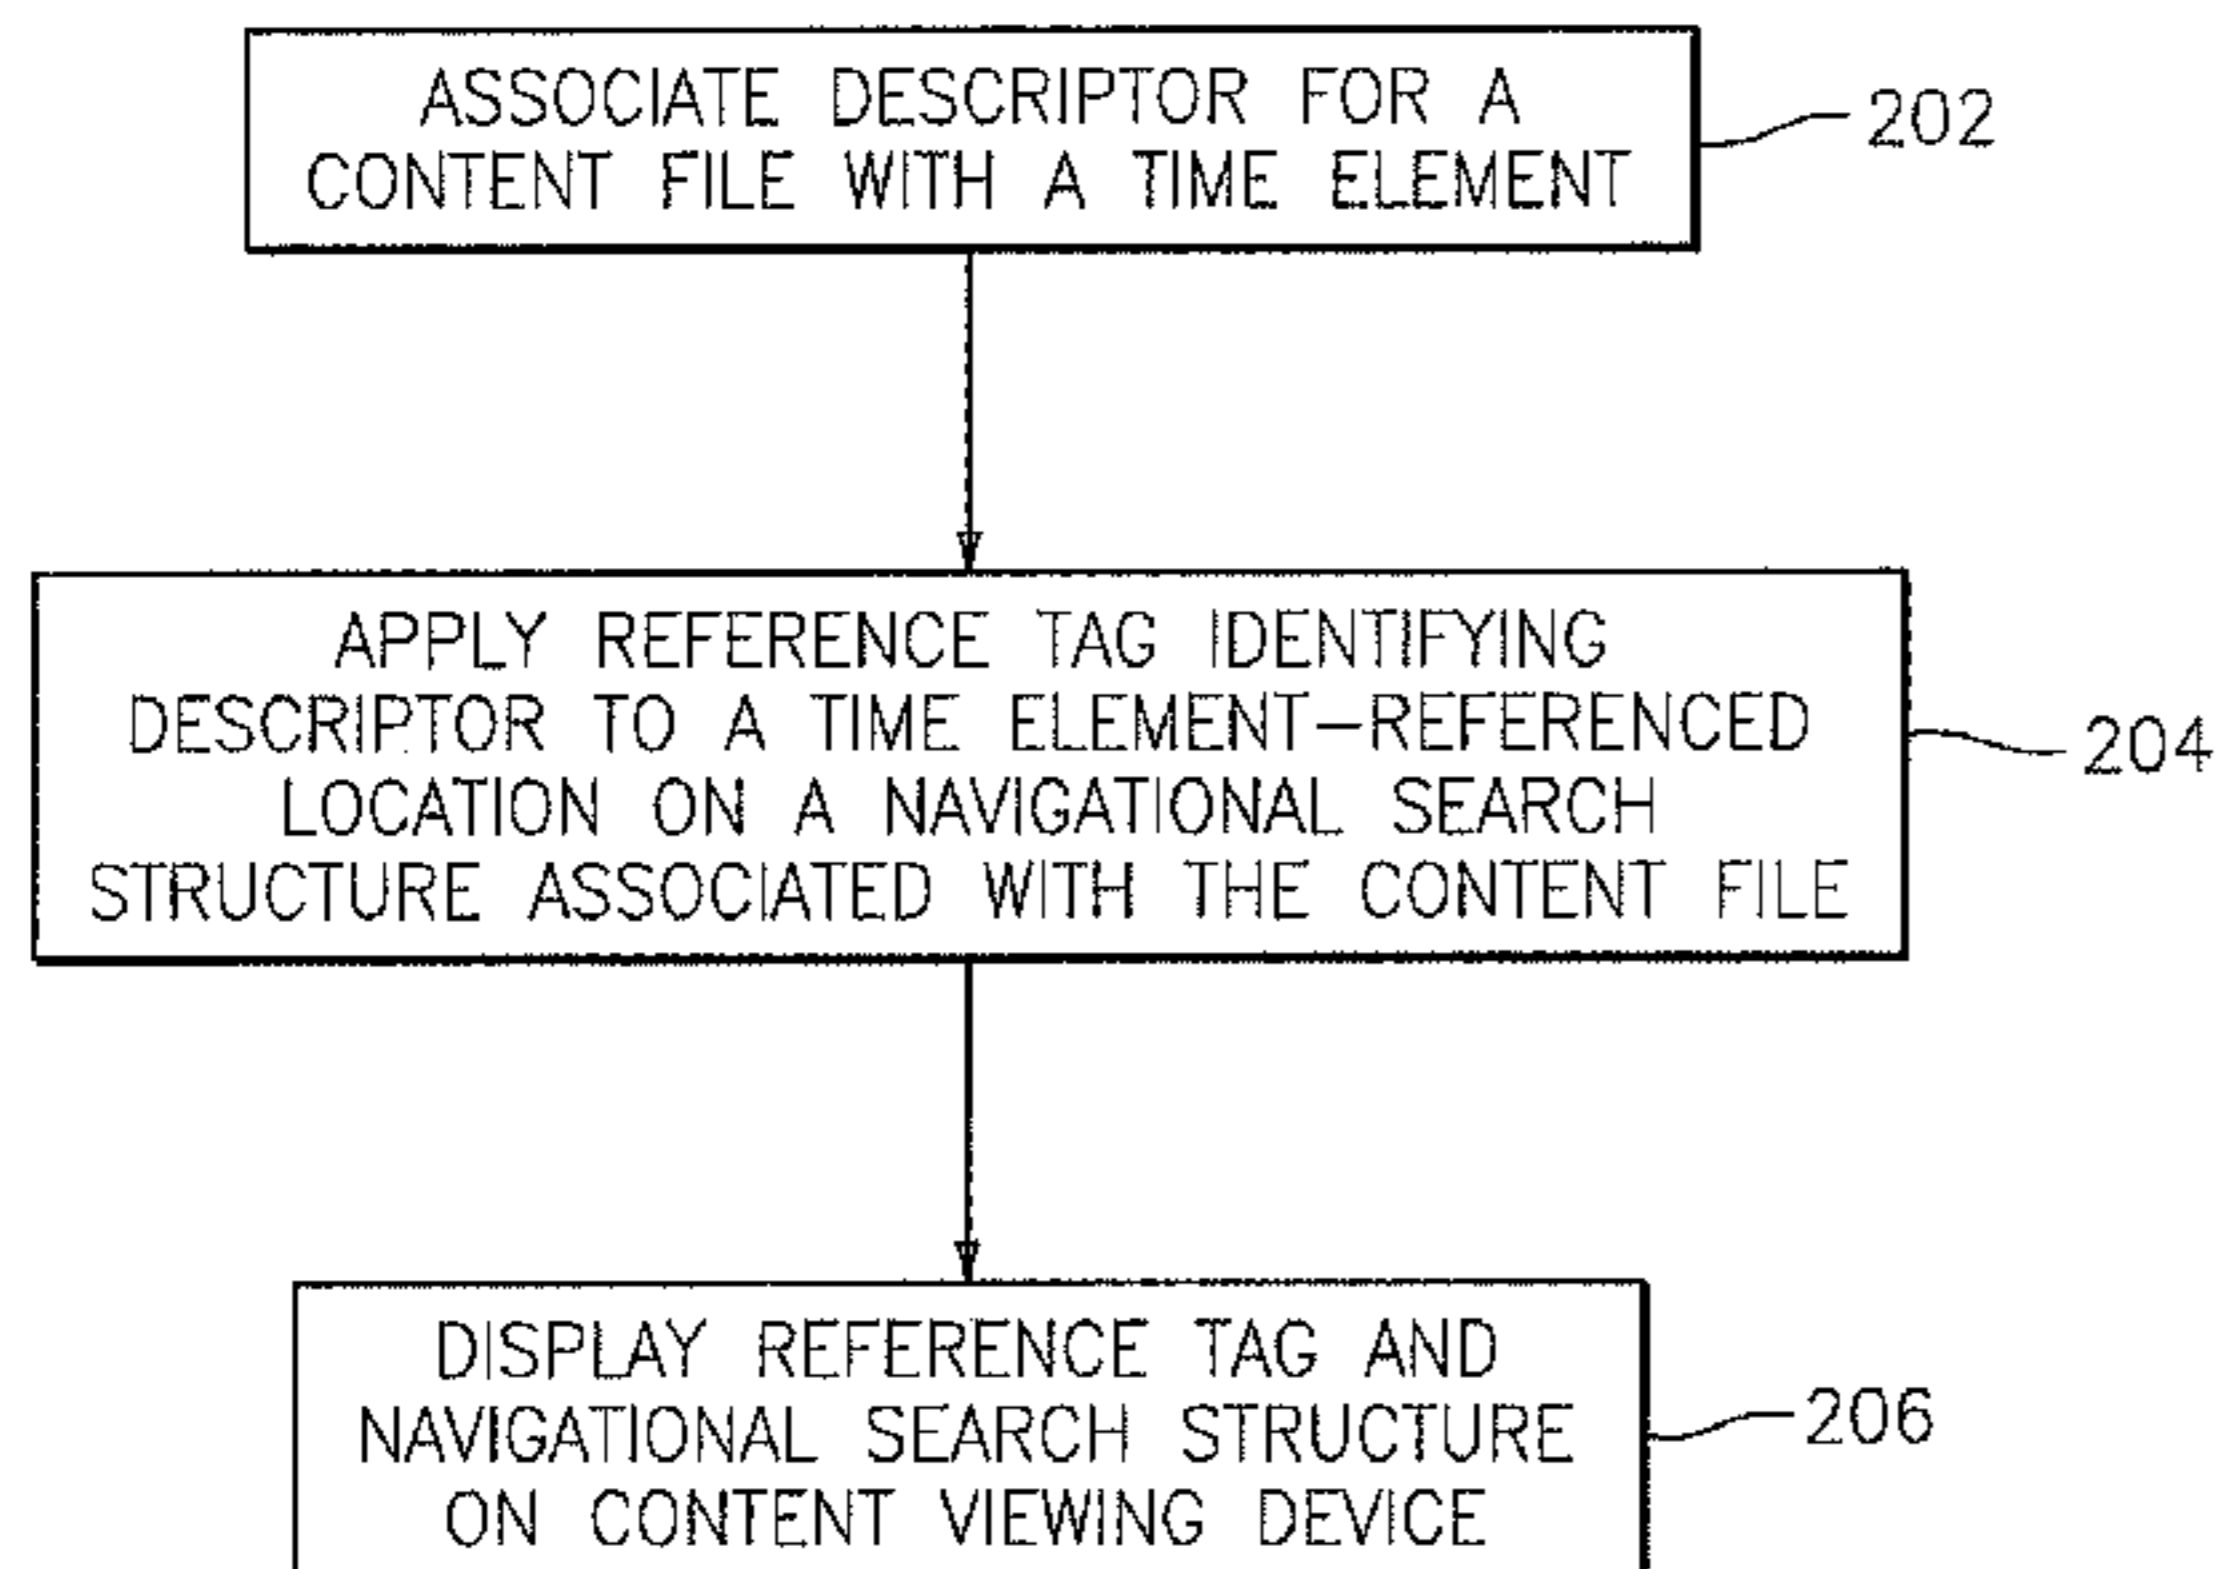 ASSOCIATE DESCRIPTOR FOR A
CONTENT FILE WITH A TIME ELEMENT
202
APPLY REFERENCE TAG IDENTIFYING
DESCRIPTOR TO A TIME ELEMENT-REFERENCED
LOCATION ON A NAVIGATIONAL SEARCH
STRUCTURE ASSOCIATED WITH THE CONTENT FILE
204
DISPLAY REFERENCE TAG AND
NAVIGATIONAL SEARCH STRUCTURE
ON CONTENT VIEWING DEVICE
206